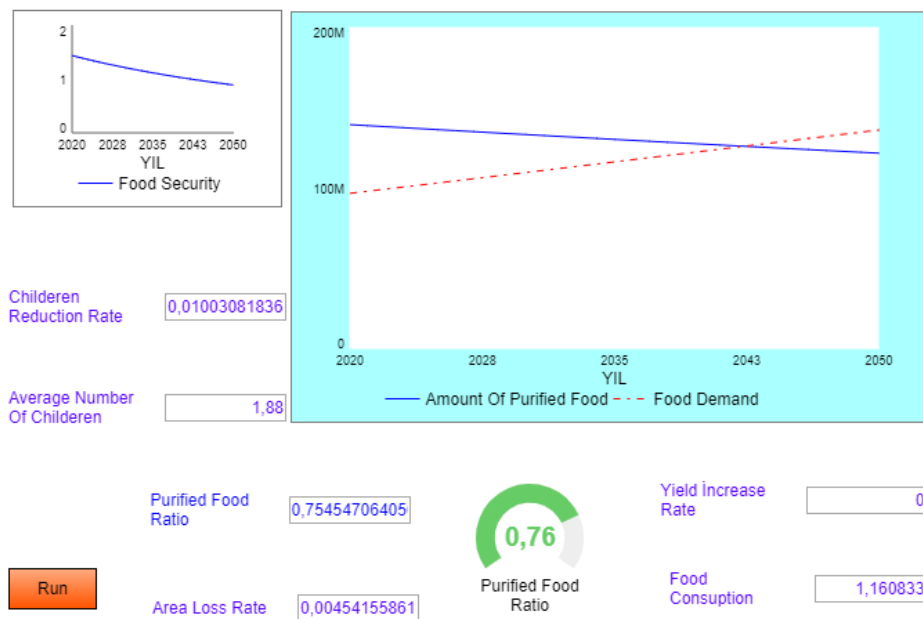 2
1
0
2020 2028 2035 2043 2050
YIL
Food Security
200M
100M
0
2020 2028 2035 2043 2050
YIL
Amount Of Purified Food Food Demand
Childeren
Reduction Rate
0,01003081836
Average Number
Of Childeren
1,88
Purified Food
Ratio
0,75454706405
0,76
Purified Food
Ratio
Yield İncrease
Rate
0
Run
Area Loss Rate
0,00454155861
Food
Consuption
1,160833